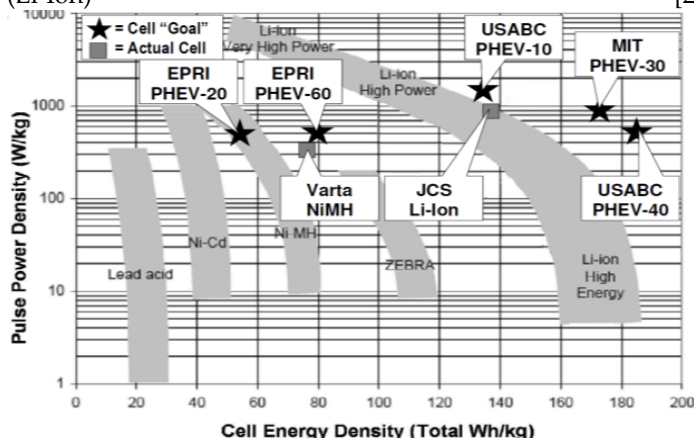 (Li-Ion) [2
10000
1000
100
10
1
Pulse Power Density (W/kg)
★ = Cell “Goal”
■ = Actual Cell
Li-Ion
Very High Power
Li-ion
High Power
EPRI
PHEV-20
EPRI
PHEV-60
USABC
PHEV-10
MIT
PHEV-30
Varta
NiMH
JCS
Li-Ion
USABC
PHEV-40
Lead acid
Ni-Cd
Ni MH
ZEBRA
Li-ion
High
Energy
0 20 40 60 80 100 120 140 160 180 200
Cell Energy Density (Total Wh/kg)